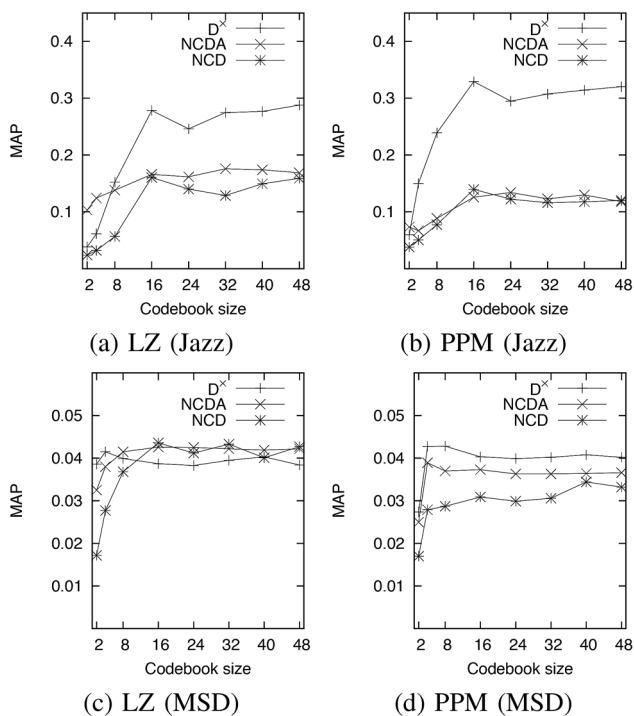 0.4
0.3
0.2
0.1
MAP
D×
NCDA
NCD
2 8 16 24 32 40 48
Codebook size
(a) LZ (Jazz)
0.4
0.3
0.2
0.1
MAP
D×
NCDA
NCD
2 8 16 24 32 40 48
Codebook size
(b) PPM (Jazz)
0.05
0.04
0.03
0.02
0.01
MAP
D×
NCDA
NCD
2 8 16 24 32 40 48
Codebook size
(c) LZ (MSD)
0.05
0.04
0.03
0.02
0.01
MAP
D×
NCDA
NCD
2 8 16 24 32 40 48
Codebook size
(d) PPM (MSD)